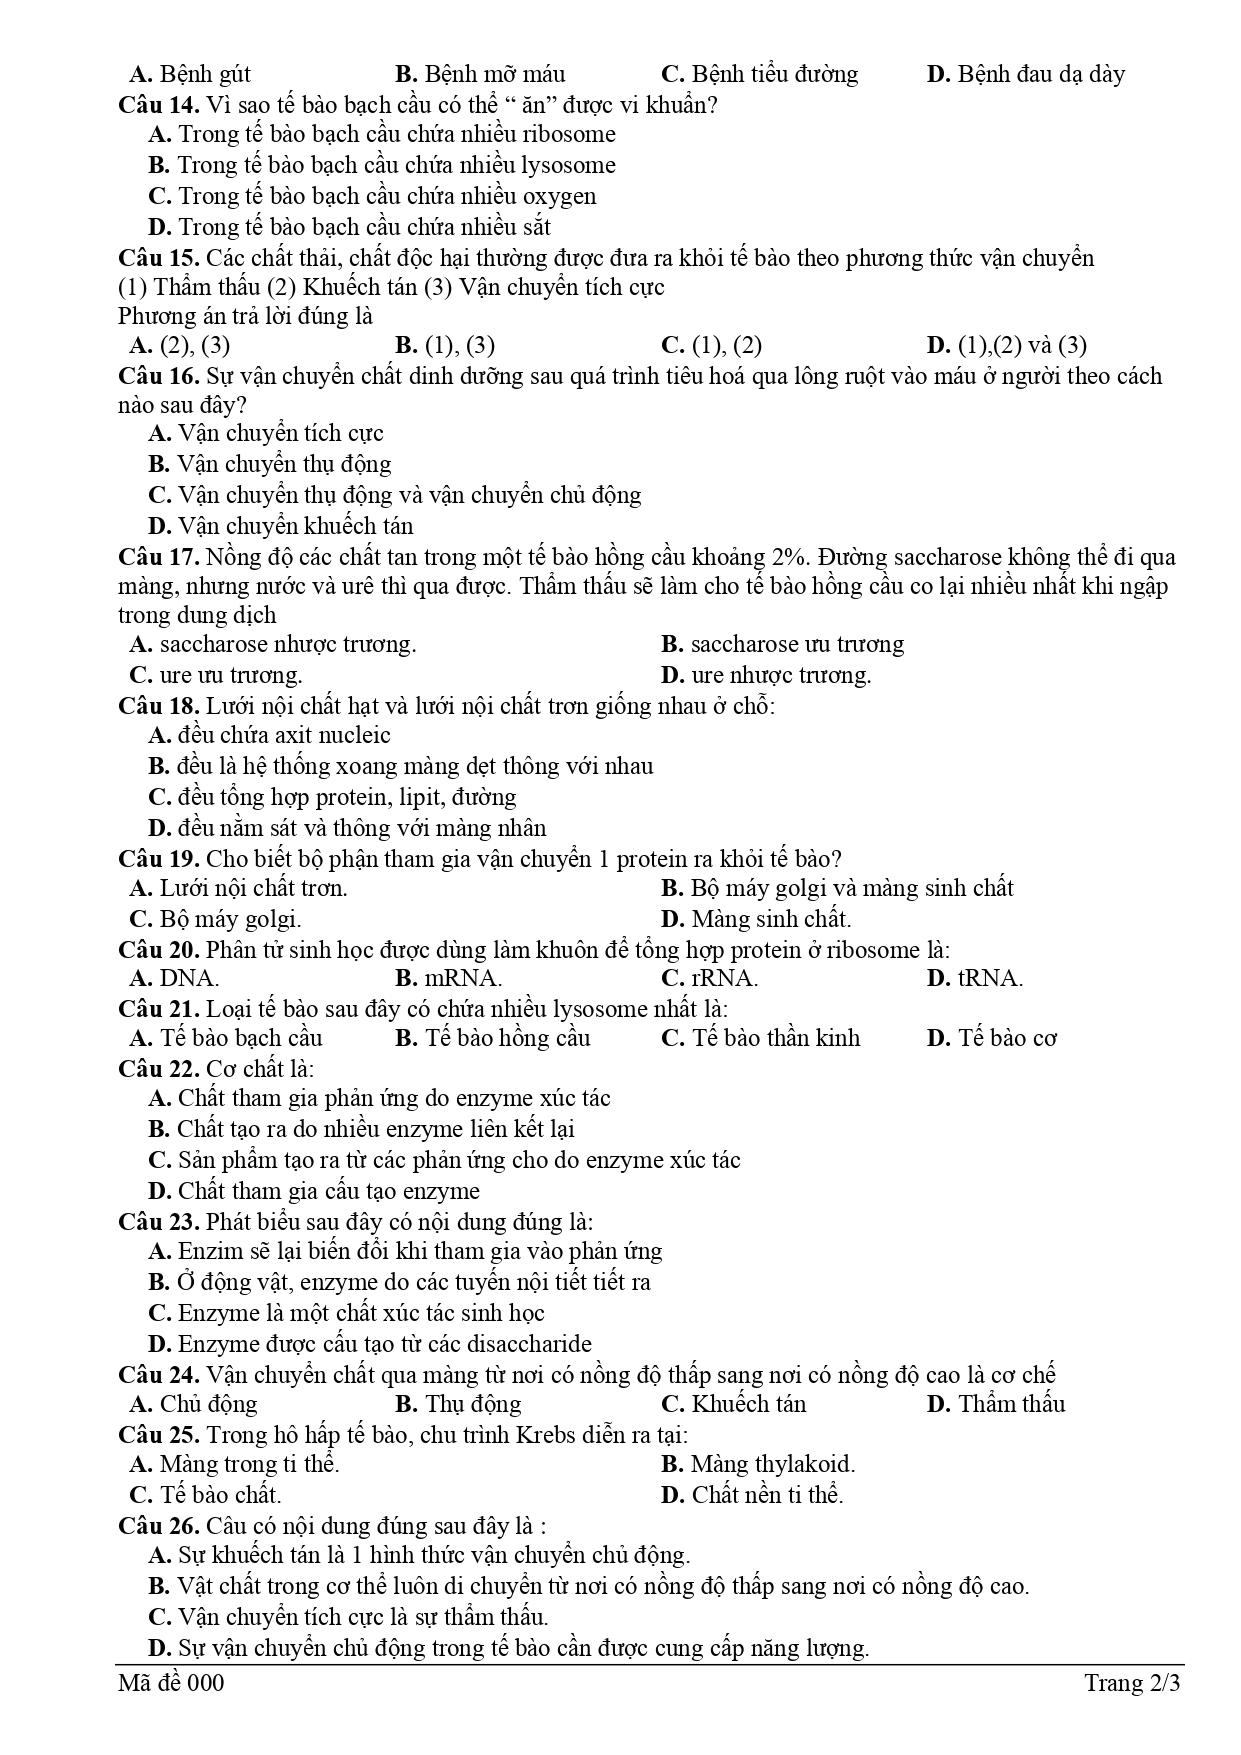 A. Bệnh gút B. Bệnh mỡ máu C. Bệnh tiểu đường D. Bệnh đau dạ dày
Câu 14. Vì sao tế bào bạch cầu có thể “ ăn” được vi khuẩn?
A. Trong tế bào bạch cầu chứa nhiều ribosome
B. Trong tế bào bạch cầu chứa nhiều lysosome
C. Trong tế bào bạch cầu chứa nhiều oxygen
D. Trong tế bào bạch cầu chứa nhiều sắt
Câu 15. Các chất thải, chất độc hại thường được đưa ra khỏi tế bào theo phương thức vận chuyển
(1) Thẩm thấu (2) Khuếch tán (3) Vận chuyển tích cực
Phương án trả lời đúng là
A. (2), (3) B. (1), (3) C. (1), (2) D. (1),(2) và (3)
Câu 16. Sự vận chuyển chất dinh dưỡng sau quá trình tiêu hoá qua lông ruột vào máu ở người theo cách
nào sau đây?
A. Vận chuyển tích cực
B. Vận chuyển thụ động
C. Vận chuyển thụ động và vận chuyển chủ động
D. Vận chuyển khuếch tán
Câu 17. Nồng độ các chất tan trong một tế bào hồng cầu khoảng 2%. Đường saccharose không thể đi qua
màng, nhưng nước và urê thì qua được. Thẩm thấu sẽ làm cho tế bào hồng cầu co lại nhiều nhất khi ngập
trong dung dịch
A. saccharose nhược trương. B. saccharose ưu trương
C. ure ưu trương. D. ure nhược trương.
Câu 18. Lưới nội chất hạt và lưới nội chất trơn giống nhau ở chỗ:
A. đều chứa axit nucleic
B. đều là hệ thống xoang màng dẹt thông với nhau
C. đều tổng hợp protein, lipit, đường
D. đều nằm sát và thông với màng nhân
Câu 19. Cho biết bộ phận tham gia vận chuyển 1 protein ra khỏi tế bào?
A. Lưới nội chất trơn. B. Bộ máy golgi và màng sinh chất
C. Bộ máy golgi. D. Màng sinh chất.
Câu 20. Phân tử sinh học được dùng làm khuôn để tổng hợp protein ở ribosome là:
A. DNA. B. mRNA. C. rRNA. D. tRNA.
Câu 21. Loại tế bào sau đây có chứa nhiều lysosome nhất là:
A. Tế bào bạch cầu B. Tế bào hồng cầu C. Tế bào thần kinh D. Tế bào cơ
Câu 22. Cơ chất là:
A. Chất tham gia phản ứng do enzyme xúc tác
B. Chất tạo ra do nhiều enzyme liên kết lại
C. Sản phẩm tạo ra từ các phản ứng cho do enzyme xúc tác
D. Chất tham gia cấu tạo enzyme
Câu 23. Phát biểu sau đây có nội dung đúng là:
A. Enzim sẽ lại biến đổi khi tham gia vào phản ứng
B. Ở động vật, enzyme do các tuyến nội tiết tiết ra
C. Enzyme là một chất xúc tác sinh học
D. Enzyme được cấu tạo từ các disaccharide
Câu 24. Vận chuyển chất qua màng từ nơi có nồng độ thấp sang nơi có nồng độ cao là cơ chế
A. Chủ động B. Thụ động C. Khuếch tán D. Thẩm thấu
Câu 25. Trong hô hấp tế bào, chu trình Krebs diễn ra tại:
A. Màng trong ti thể. B. Màng thylakoid.
C. Tế bào chất. D. Chất nền ti thể.
Câu 26. Câu có nội dung đúng sau đây là :
A. Sự khuếch tán là 1 hình thức vận chuyển chủ động.
B. Vật chất trong cơ thể luôn di chuyển từ nơi có nồng độ thấp sang nơi có nồng độ cao.
C. Vận chuyển tích cực là sự thẩm thấu.
D. Sự vận chuyển chủ động trong tế bào cần được cung cấp năng lượng.
Mã đề 000 Trang 2/3